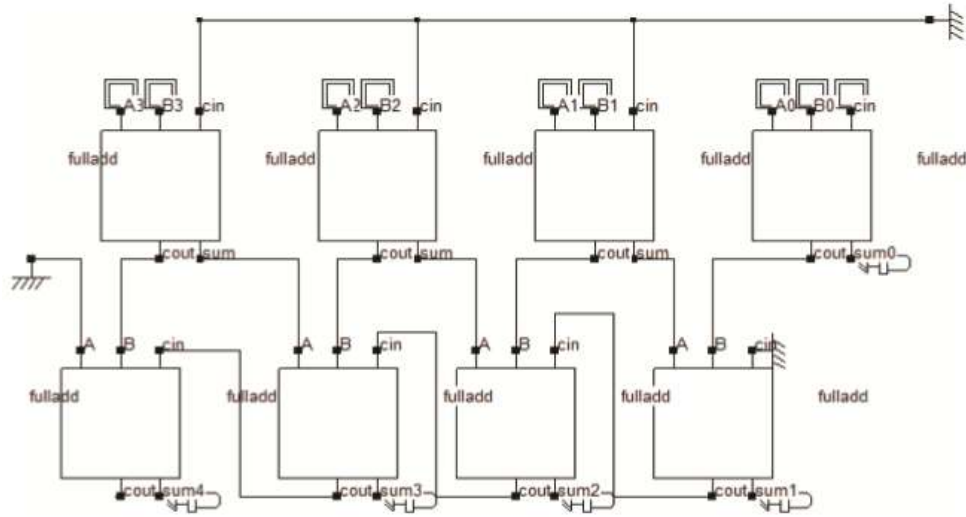 A3 B3 cin A2 B2 cin A1 B1 cin A0 B0 cin
fulladd fulladd fulladd fulladd fulladd
cout sum cout sum cout sum cout sum0
A B cin A B cin A B cin A B cin
fulladd fulladd fulladd fulladd fulladd
cout sum4 cout sum3 cout sum2 cout sum1